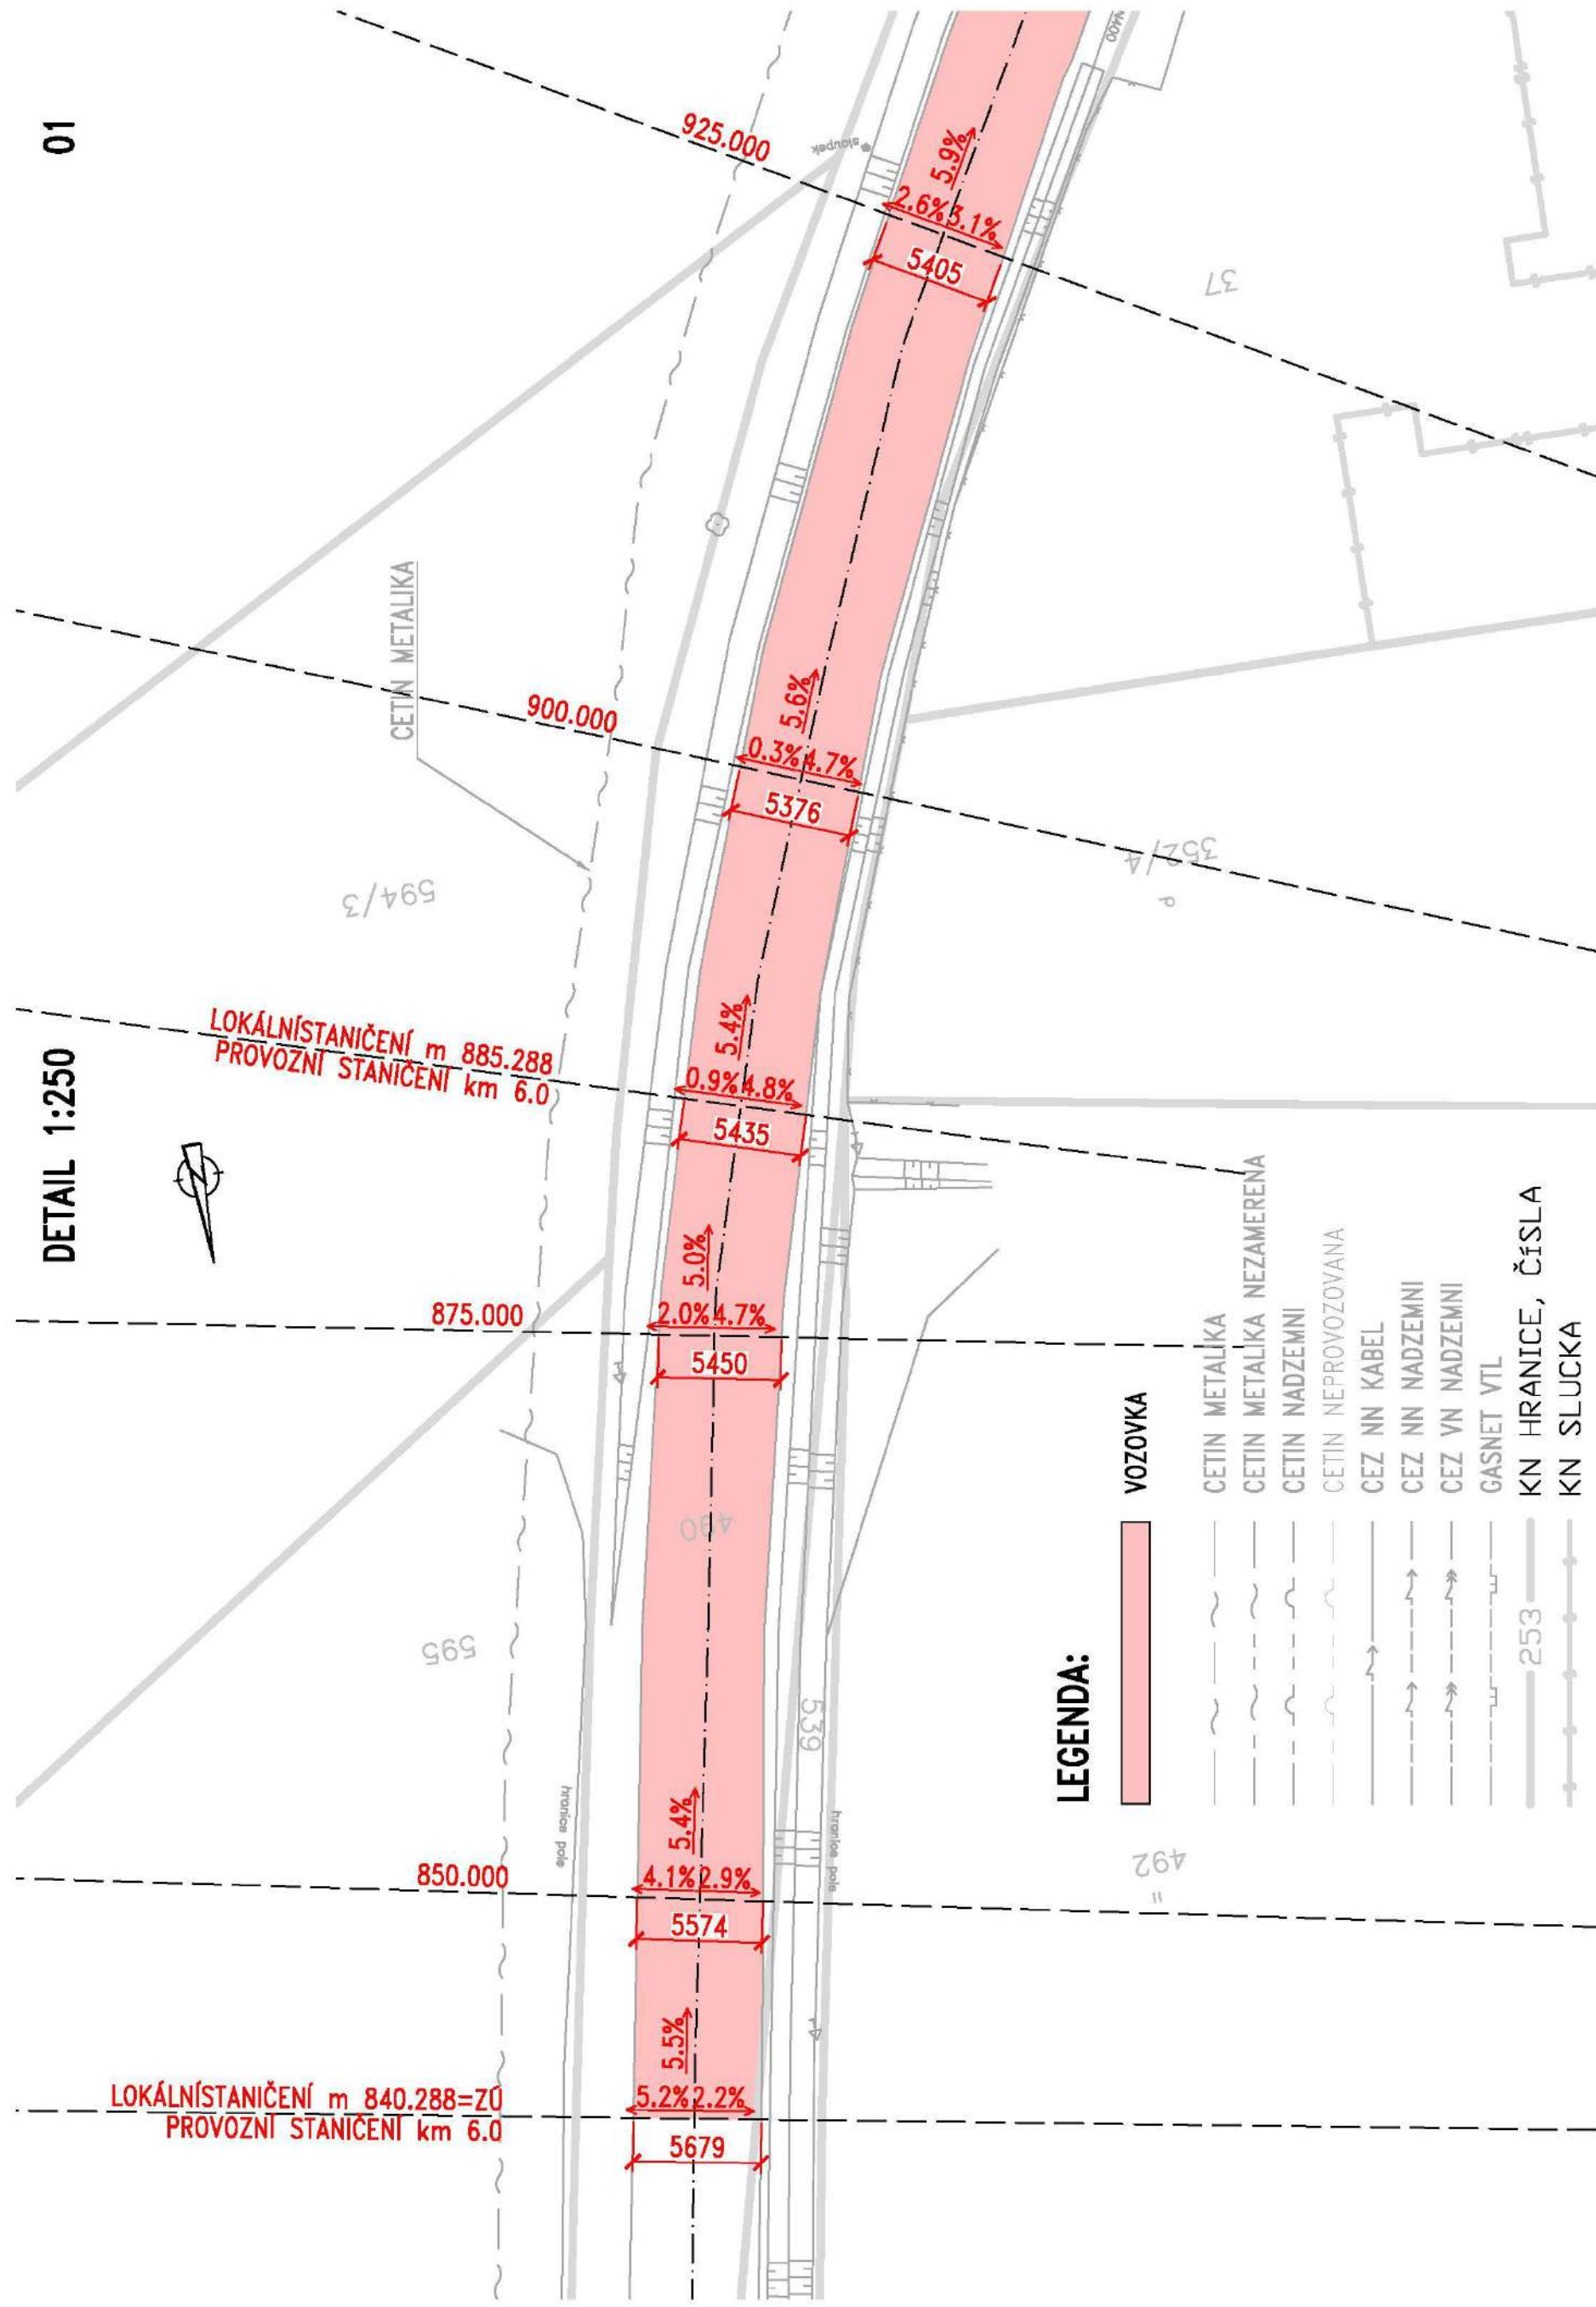 01
DETAIL 1:250
925.000
sloupek
5.9%
2.6% 3.1%
5405
37
CETIN METALIKA
900.000
5.6%
0.3% 4.7%
5376
352/4
594/3
LOKÁLNÍSTANIČENÍ m 885.288
PROVOZNÍ STANIČENÍ km 6.0
5.4%
0.9% 4.8%
5435
875.000
5.0%
2.0% 4.7%
5450
490
595
539
hranice pole
hranice pole
850.000
5.4%
4.1% 2.9%
5574
492
LOKÁLNÍSTANIČENÍ m 840.288=ZÚ
PROVOZNÍ STANIČENÍ km 6.0
5.5%
5.2% 2.2%
5679
LEGENDA:
VOZOVKA
CETIN METALIKA
CETIN METALIKA NEZAMERENA
CETIN NADZEMNI
CETIN NEPROVOZOVANA
CEZ NN KABEL
CEZ NN NADZEMNI
CEZ VN NADZEMNI
GASNET VTL
253 KN HRANICE, ČíSLA
KN SLUCKA